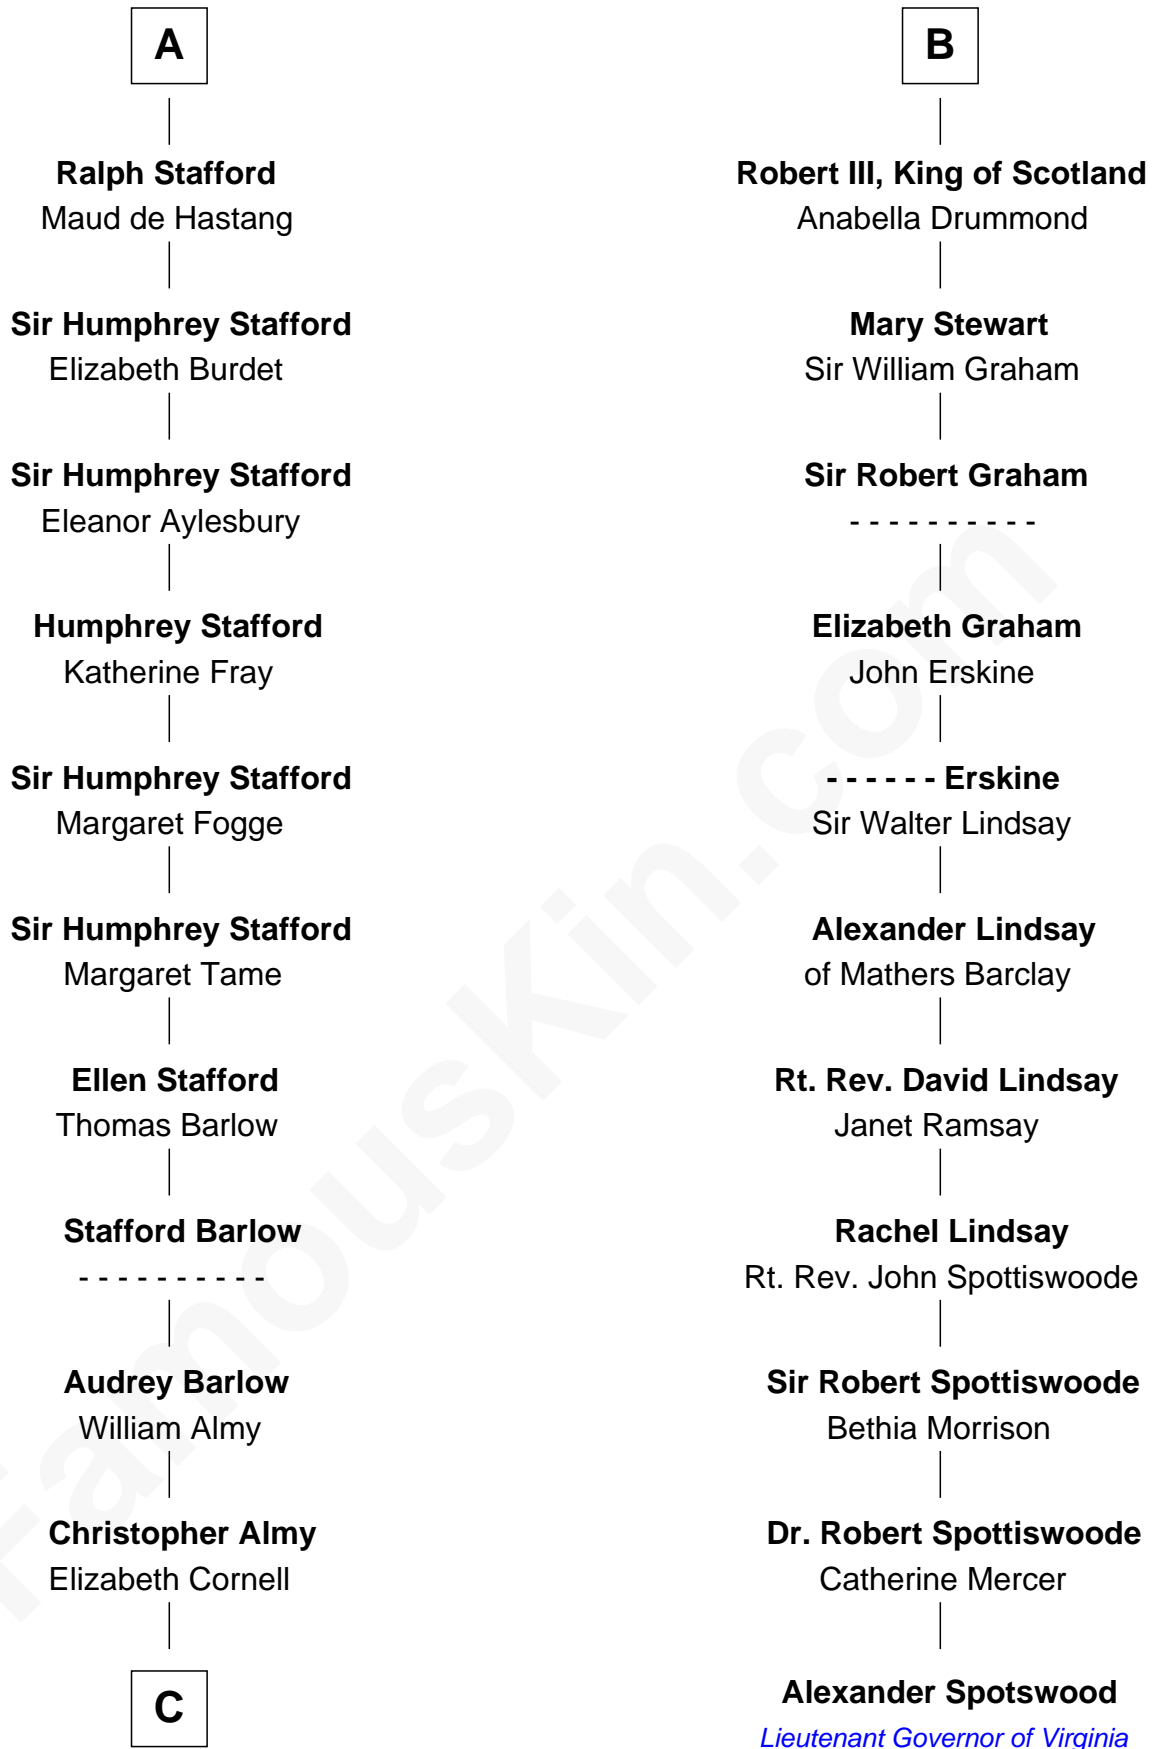 A
Ralph Stafford
Maud de Hastang
Sir Humphrey Stafford
Elizabeth Burdet
Sir Humphrey Stafford
Eleanor Aylesbury
Humphrey Stafford
Katherine Fray
Sir Humphrey Stafford
Margaret Fogge
Sir Humphrey Stafford
Margaret Tame
Ellen Stafford
Thomas Barlow
Stafford Barlow
- - - - - - - - - -
Audrey Barlow
William Almy
Christopher Almy
Elizabeth Cornell
C
B
Robert III, King of Scotland
Anabella Drummond
Mary Stewart
Sir William Graham
Sir Robert Graham
- - - - - - - - - -
Elizabeth Graham
John Erskine
- - - - - - Erskine
Sir Walter Lindsay
Alexander Lindsay
of Mathers Barclay
Rt. Rev. David Lindsay
Janet Ramsay
Rachel Lindsay
Rt. Rev. John Spottiswoode
Sir Robert Spottiswoode
Bethia Morrison
Dr. Robert Spottiswoode
Catherine Mercer
Alexander Spotswood
Lieutenant Governor of Virginia
FamousKin.com